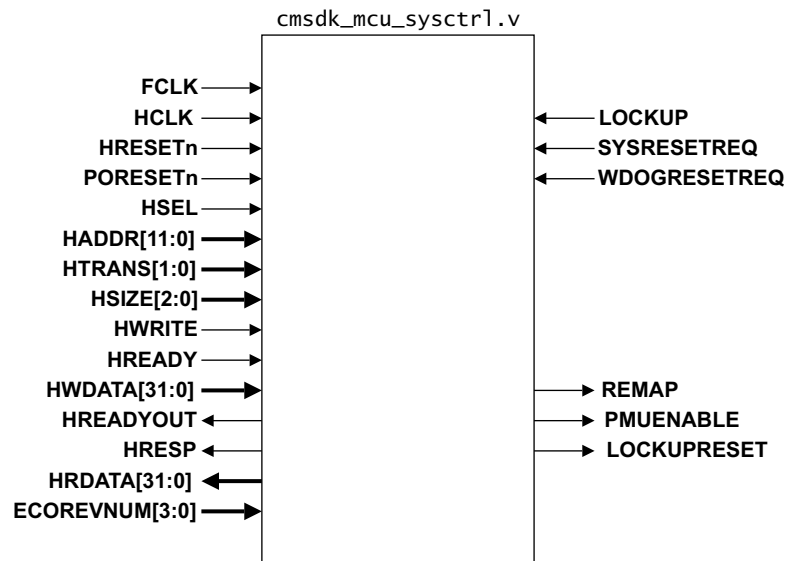 cmsdk_mcu_sysctrl.v
FCLK
HCLK
LOCKUP
HRESETn
SYSRESETREQ
PORESETn
WDOGRESETREQ
HSEL
HADDR[11:0]
HTRANS[1:0]
HSIZE[2:0]
HWRITE
HREADY
HWDATA[31:0]
REMAP
HREADYOUT
PMUENABLE
HRESP
LOCKUPRESET
HRDATA[31:0]
ECOREVNUM[3:0]